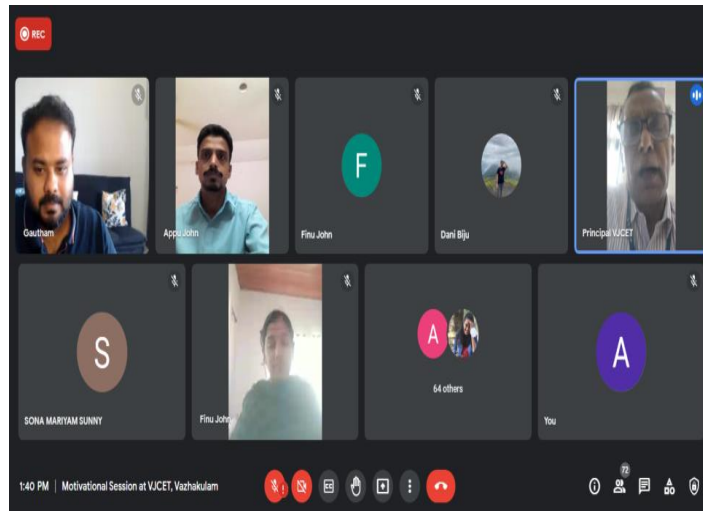 REC
Gautham
Appu John
F
Finu John
Dani Biju
Principal VJCET
S
SONA MARIYAM SUNNY
Finu John
A
64 others
A
You
1:40 PM | Motivational Session at VJCET, Vazhakulam
72